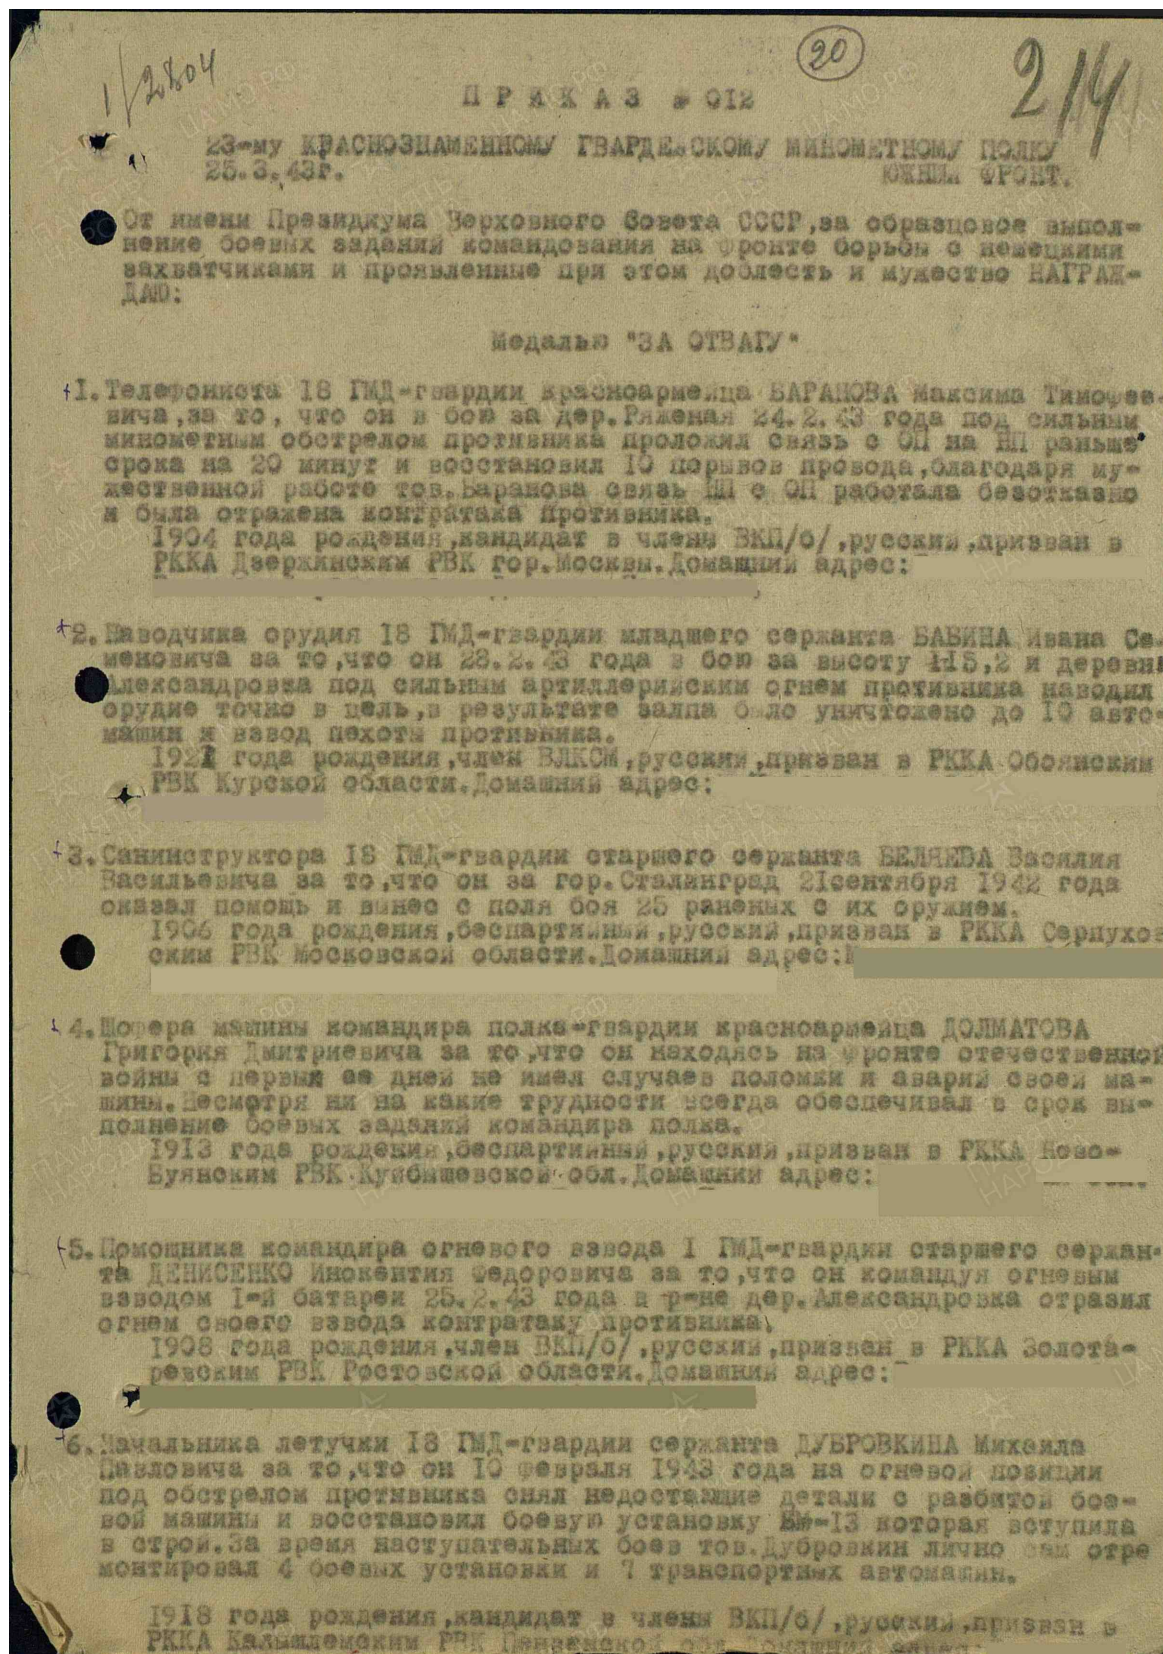 20
1/2804
214
ПРИКАЗ № 012
23-му КРАСНОЗНАМЕННОМУ ГВАРДЕЙСКОМУ МИНОМЕТНОМУ ПОЛКУ
25.3.43г. ЮЖНЫЙ ФРОНТ.
От имени Президиума Верховного Совета СССР,за образцовое выпол-
нение боевых заданий командования на фронте борьбы с немецкими
захватчиками и проявленные при этом доблесть и мужество НАГРАЖ-
ДАЮ:
Медалью "ЗА ОТВАГУ"
1.Телефониста 18 ГМД-гвардии красноармейца БАРАНОВА Максима Тимофее-
вича,за то, что он в бою за дер.Ряженая 24.2.43 года под сильным
минометным обстрелом противника проложил связь с ОП на НП раньше
срока на 20 минут и восстановил 10 порывов провода,благодаря му-
жественной работе тов.Баранова связь НП с ОП работала безотказно
и была отражена контратака противника.
1904 года рождения,кандидат в члены ВКП/б/,русский,призван в
РККА Дзержинским РВК гор.Москвы.Домашний адрес:
2.Наводчика орудия 18 ГМД-гвардии младшего сержанта БАБИНА Ивана Се-
меновича за то,что он 28.2.43 года в бою за высоту 115,2 и деревня
Александровка под сильным артиллерийским огнем противника наводил
орудие точно в цель,в результате залпа было уничтожено до 10 авто-
машин и взвод пехоты противника.
1921 года рождения,член ВЛКСМ,русский,призван в РККА Обоянским
РВК Курской области.Домашний адрес:
3.Санинструктора 18 ГМД-гвардии старшего сержанта БЕЛЯЕВА Василия
Васильевича за то,что он за гор.Сталинград 21сентября 1942 года
оказал помощь и вынес с поля боя 25 раненых с их оружием.
1906 года рождения,беспартийный,русский,призван в РККА Серпухов
ским РВК Московской области.Домашний адрес:
4.Шофера машины командира полка-гвардии красноармейца ДОЛМАТОВА
Григория Дмитриевича за то,что он находясь на фронте отечественной
войны с первых ее дней не имел случаев поломки и аварий своей ма-
шины.Несмотря ни на какие трудности всегда обеспечивал в срок вы-
полнение боевых заданий командира полка.
1913 года рождения,беспартийный,русский,призван в РККА Ново-
Буянским РВК Куйбышевской обл.Домашний адрес:
5.Помощника командира огневого взвода 1 ГМД-гвардии старшего сержан-
та ДЕНИСЕНКО Инокентия Федоровича за то,что он командуя огневым
взводом 1-й батареи 25.2.43 года в р-не дер.Александровка отразил
огнем своего взвода контратаку противника.
1908 года рождения,член ВКП/б/,русский,призван в РККА Золота-
ревским РВК Ростовской области.Домашний адрес:
6.Начальника летучки 18 ГМД-гвардии сержанта ДУБРОВКИНА Михаила
Павловича за то,что он 10 февраля 1943 года на огневой позиции
под обстрелом противника снял недостающие детали с разбитой бое-
вой машины и восстановил боевую установку БМ-13 которая вступила
в строй.За время наступательных боев тов.Дубровкин лично сам отре
монтировал 4 боевых установки и 7 транспортных автомашин.
1918 года рождения,кандидат в члены ВКП/б/,русский,призван в
РККА Камышлемским РВК Пензенской обл.Домашний адрес: